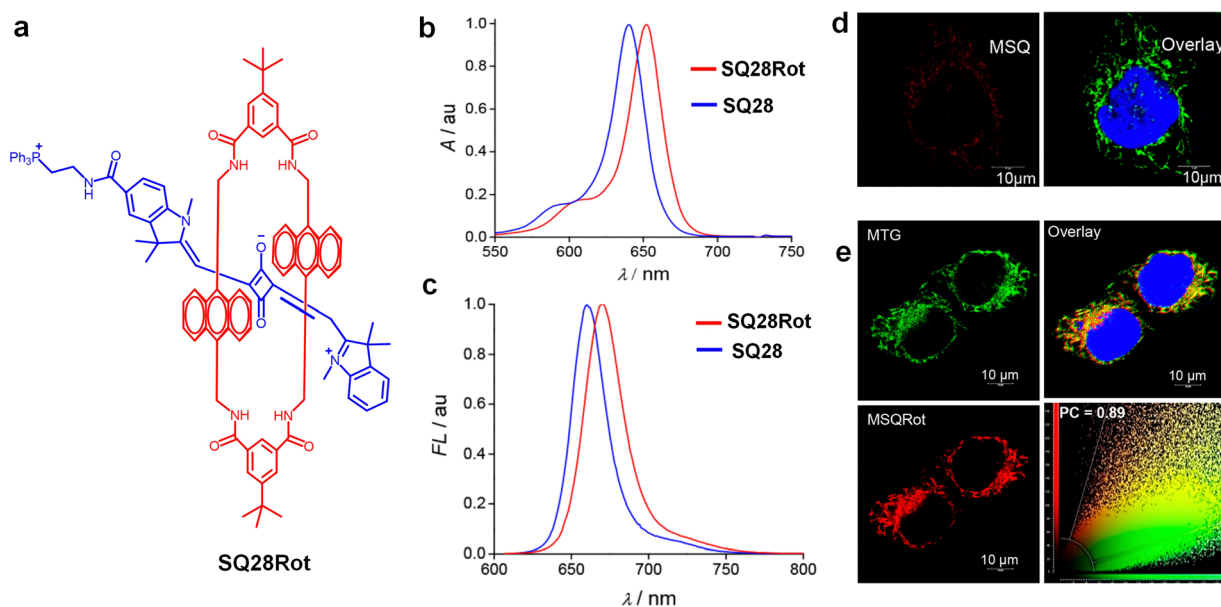 a
Ph3P+
N
H
O
N
O
HN
O
NH
O−
O
N+
NH
HN
O
O
SQ28Rot
b
A / au
1.0
0.8
0.6
0.4
0.2
0.0
550
600
650
700
750
λ / nm
SQ28Rot
SQ28
c
FL / au
1.0
0.8
0.6
0.4
0.2
0.0
600
650
700
750
800
λ / nm
SQ28Rot
SQ28
d
MSQ
10µm
Overlay
10µm
e
MTG
10 µm
Overlay
10 µm
MSQRot
10 µm
PC = 0.89